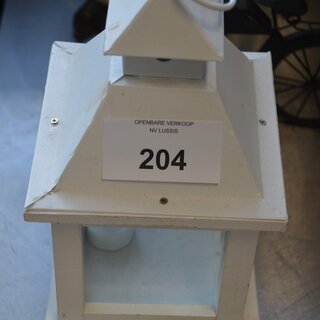 OPENBARE VERKOOP
NV LUSSIS
204